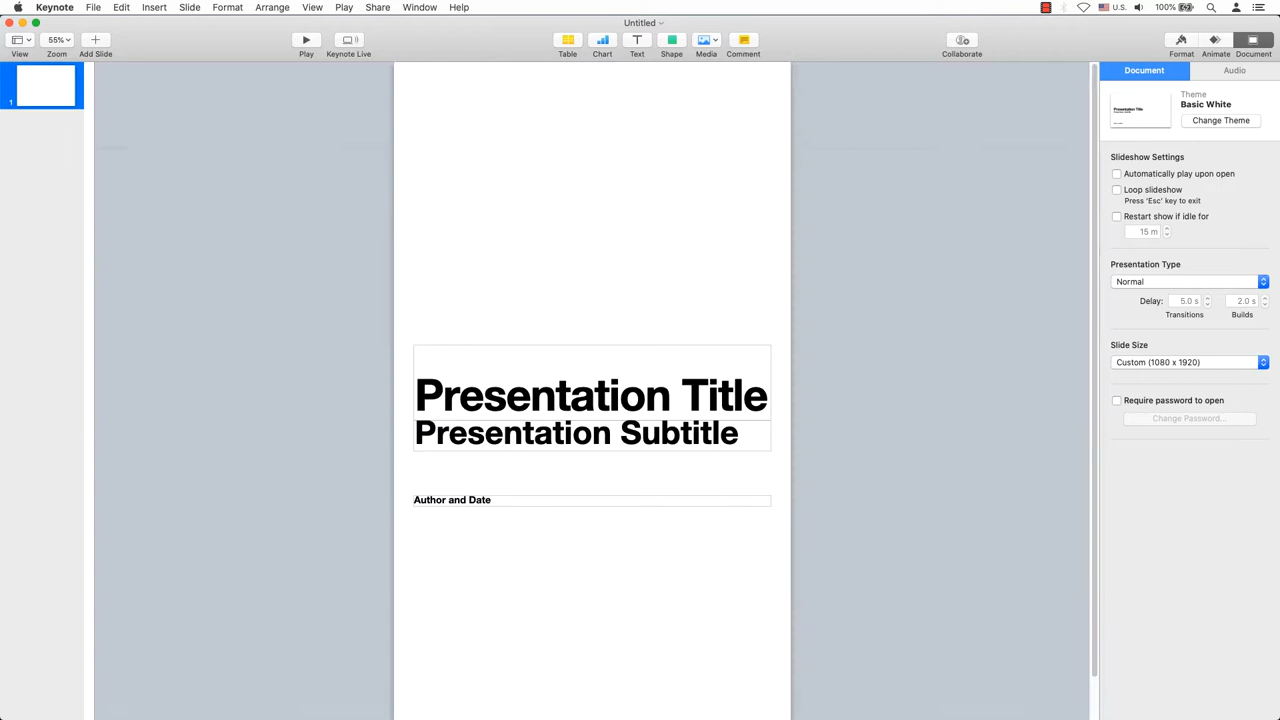 Keynote File Edit Insert Slide Format Arrange View Play Share Window Help U.S. 100%
Untitled
55%
View Zoom Add Slide Play Keynote Live Table Chart Text Shape Media Comment Collaborate Format Animate Document
1
Presentation Title
Presentation Subtitle
Author and Date
Document Audio
Presentation Title
Theme
Basic White
Change Theme
Slideshow Settings
Automatically play upon open
Loop slideshow
Press 'Esc' key to exit
Restart show if idle for
15 m
Presentation Type
Normal
Delay: 5.0 s 2.0 s
Transitions Builds
Slide Size
Custom (1080 x 1920)
Require password to open
Change Password...